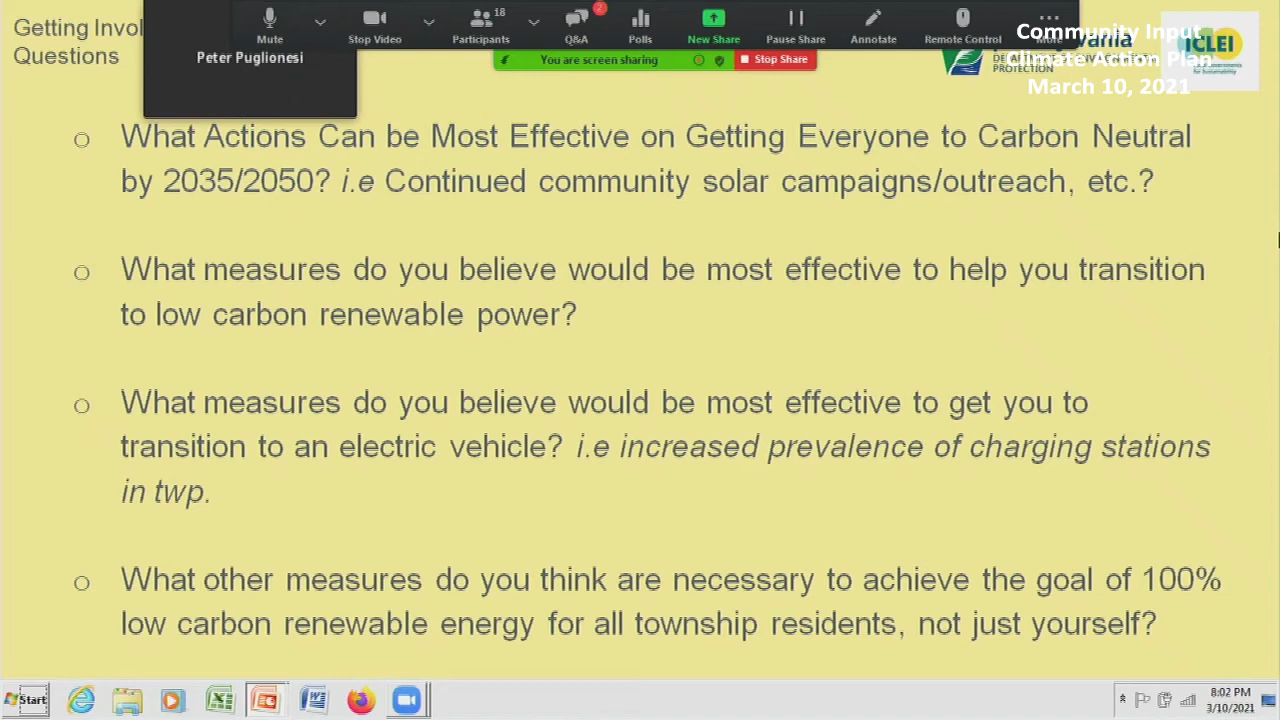 Getting Invol
Questions
Peter Puglionesi
Mute
Stop Video
Participants
18
Q&A
2
Polls
New Share
Pause Share
Annotate
Remote Control
You are screen sharing
Stop Share
Community Input
Climate Action Plan
March 10, 2021
PROTECTION
ICLEI
for Sustainability
○ What Actions Can be Most Effective on Getting Everyone to Carbon Neutral
by 2035/2050? i.e Continued community solar campaigns/outreach, etc.?
○ What measures do you believe would be most effective to help you transition
to low carbon renewable power?
○ What measures do you believe would be most effective to get you to
transition to an electric vehicle? i.e increased prevalence of charging stations
in twp.
○ What other measures do you think are necessary to achieve the goal of 100%
low carbon renewable energy for all township residents, not just yourself?
Start
8:02 PM
3/10/2021